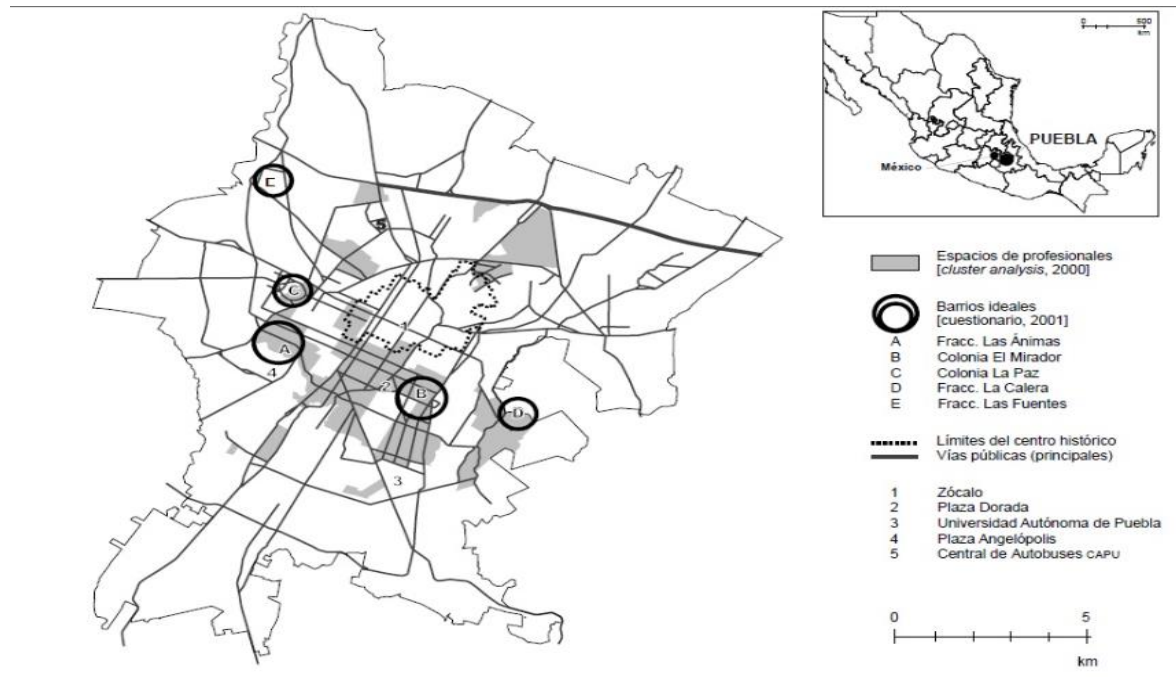 0 500
km
PUEBLA
México
E
5
C
1
A
4
2
B
D
3
Espacios de profesionales
[cluster analysis, 2000]
Barrios ideales
[cuestionario, 2001]
A Fracc. Las Ánimas
B Colonia El Mirador
C Colonia La Paz
D Fracc. La Calera
E Fracc. Las Fuentes
Límites del centro histórico
Vías públicas (principales)
1 Zócalo
2 Plaza Dorada
3 Universidad Autónoma de Puebla
4 Plaza Angelópolis
5 Central de Autobuses CAPU
0 5
km